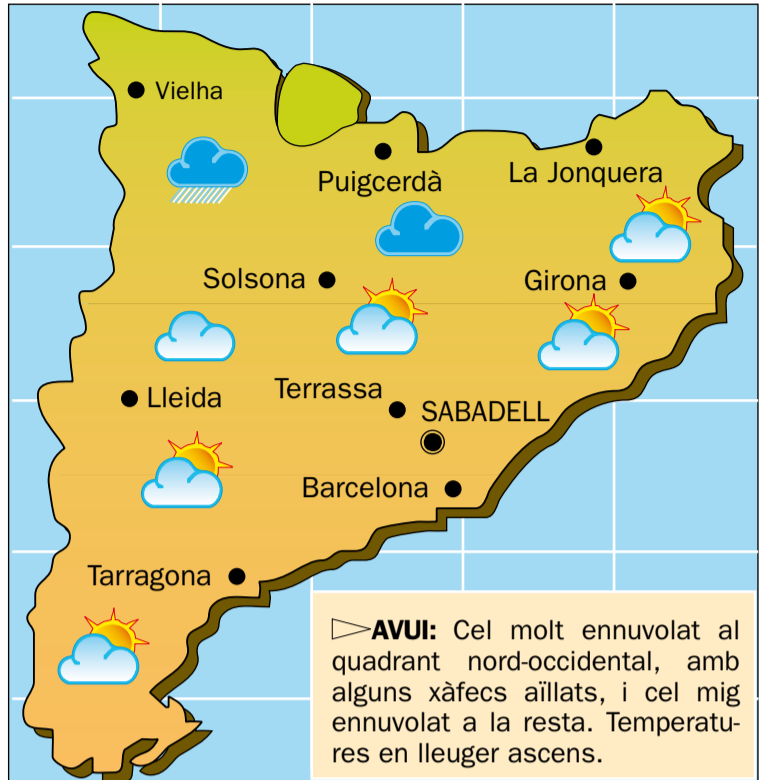 Vielha
Puigcerdà
La Jonquera
Solsona
Girona
Lleida
Terrassa
SABADELL
Barcelona
Tarragona
AVUI: Cel molt ennuvolat al
quadrant nord-occidental, amb
alguns xàfecs aïllats, i cel mig
ennuvolat a la resta. Temperatu-
res en lleuger ascens.